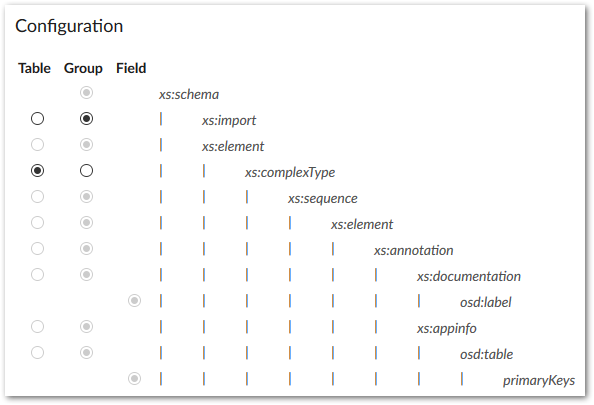 Configuration
Table Group Field
xs:schema
xs:import
xs:element
xs:complexType
xs:sequence
xs:element
xs:annotation
xs:documentation
osd:label
xs:appinfo
osd:table
primaryKeys